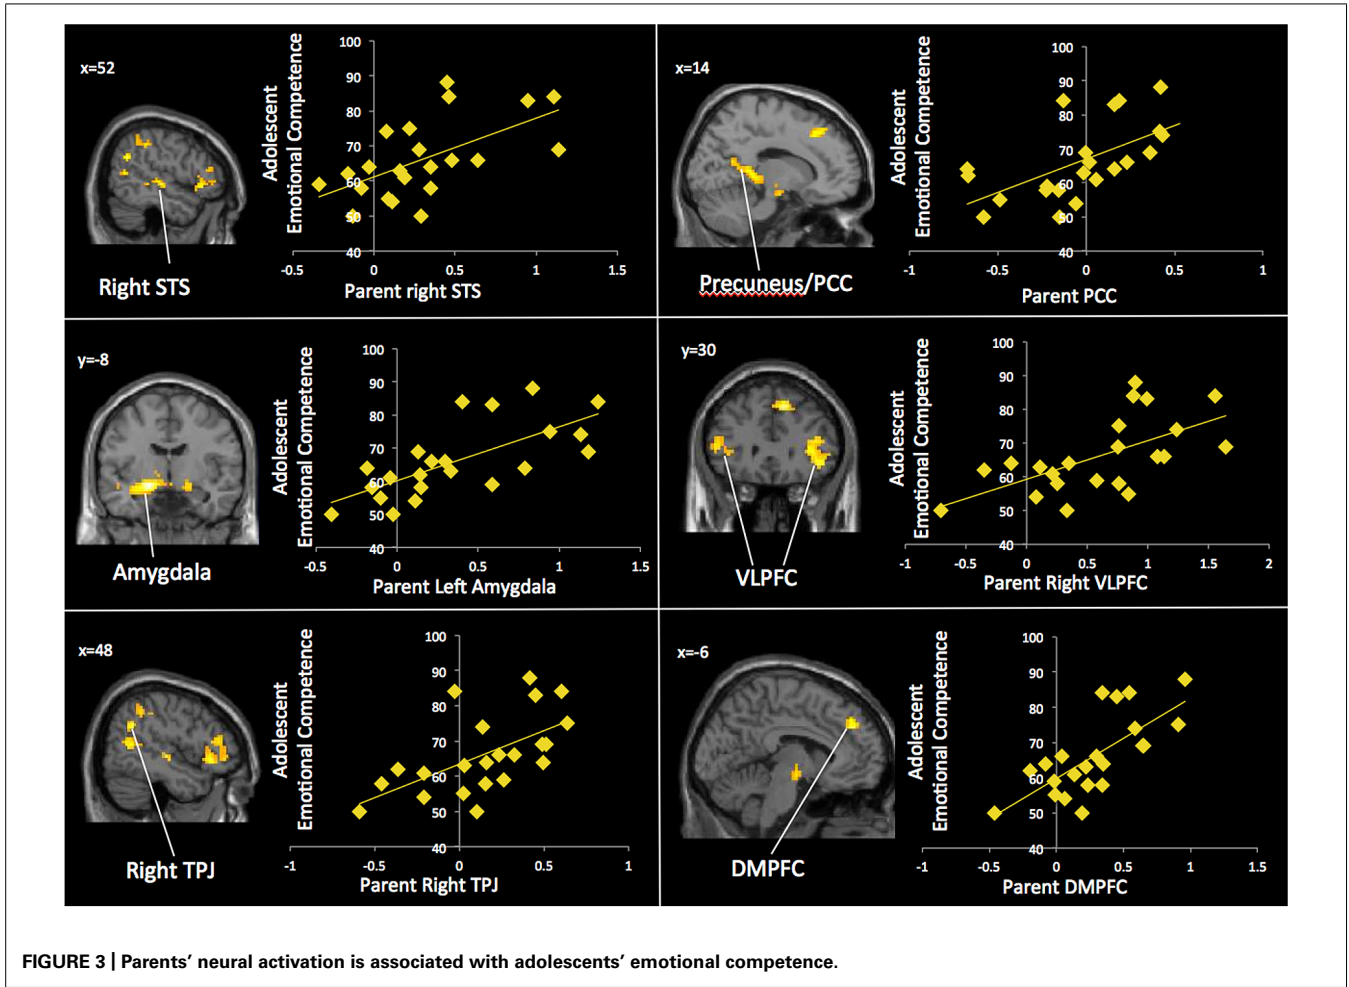 x=52
Adolescent
Emotional Competence
100
90
80
70
60
50
40
-0.5
0
0.5
1
1.5
Right STS
Parent right STS
x=14
Adolescent
Emotional Competence
100
90
80
70
60
50
40
-1
-0.5
0
0.5
1
Precuneus/PCC
Parent PCC
y=-8
Adolescent
Emotional Competence
100
90
80
70
60
50
40
-0.5
0
0.5
1
1.5
Amygdala
Parent Left Amygdala
y=30
Adolescent
Emotional Competence
100
90
80
70
60
50
40
-1
-0.5
0
0.5
1
1.5
2
VLPFC
Parent Right VLPFC
x=48
Adolescent
Emotional Competence
100
90
80
70
60
50
40
-1
-0.5
0
0.5
1
Right TPJ
Parent Right TPJ
x=-6
Adolescent
Emotional Competence
100
90
80
70
60
50
40
-1
-0.5
0
0.5
1
1.5
DMPFC
Parent DMPFC
FIGURE 3 | Parents’ neural activation is associated with adolescents’ emotional competence.